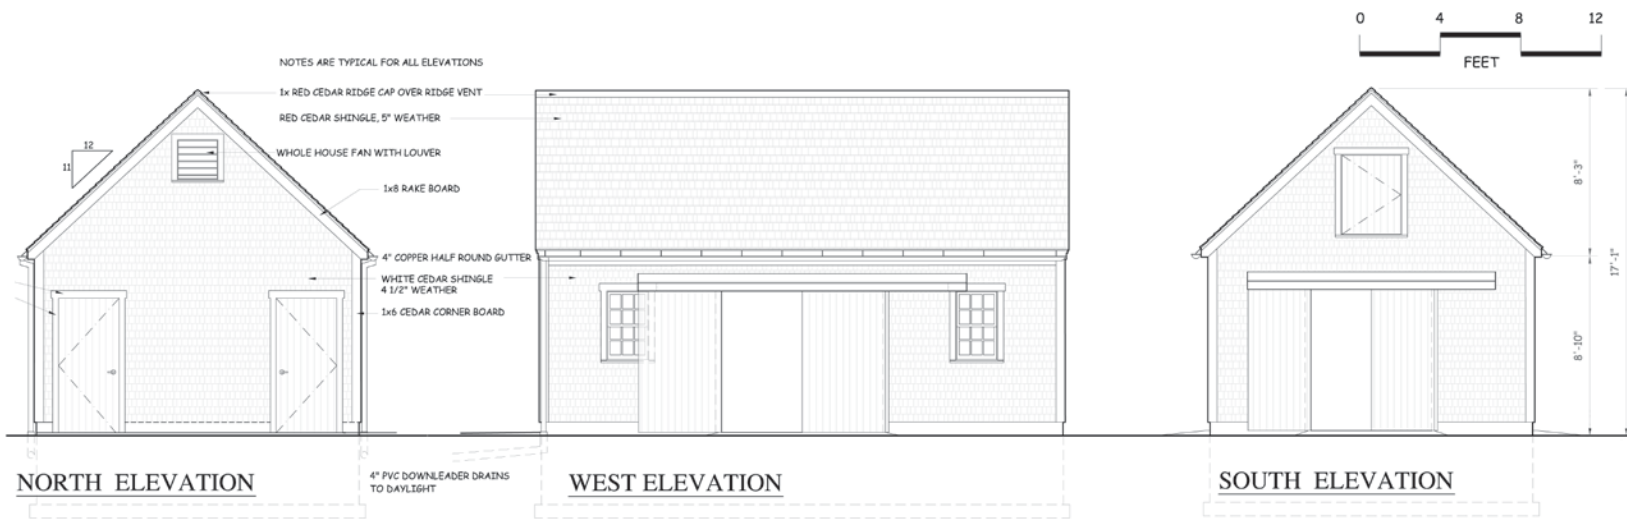 0 4 8 12
FEET
NOTES ARE TYPICAL FOR ALL ELEVATIONS
1x RED CEDAR RIDGE CAP OVER RIDGE VENT
RED CEDAR SHINGLE, 5" WEATHER
12
11
WHOLE HOUSE FAN WITH LOUVER
1x8 RAKE BOARD
4" COPPER HALF ROUND GUTTER
WHITE CEDAR SHINGLE
4 1/2" WEATHER
1x6 CEDAR CORNER BOARD
8'-3"
17'-1"
8'-10"
4" PVC DOWNLEADER DRAINS
TO DAYLIGHT
NORTH ELEVATION
WEST ELEVATION
SOUTH ELEVATION